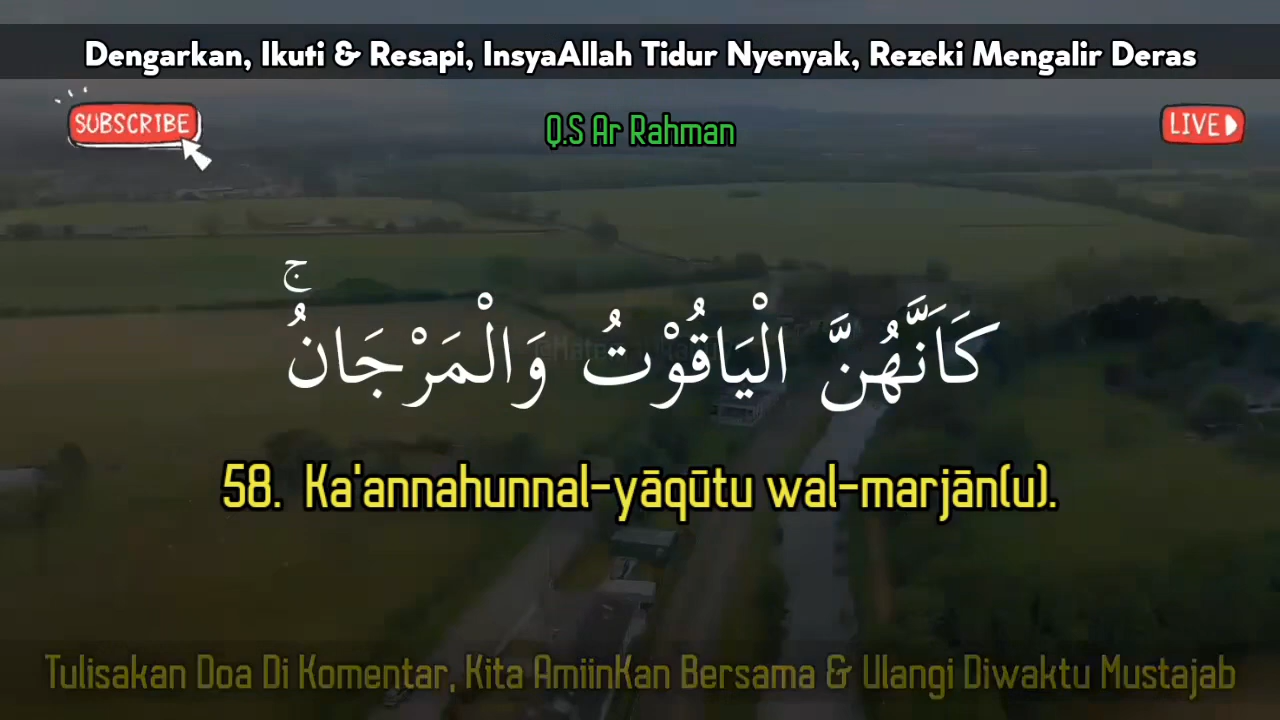 Dengarkan, Ikuti & Resapi, InsyaAllah Tidur Nyenyak, Rezeki Mengalir Deras
SUBSCRIBE
Q.S Ar Rahman
LIVE
كَاَنَّهُنَّ الْيَاقُوْتُ وَالْمَرْجَانُۚ
58. Ka'annahunnal-yāqūtu wal-marjān(u).
Tulisakan Doa Di Komentar, Kita AmiinKan Bersama & Ulangi Diwaktu Mustajab